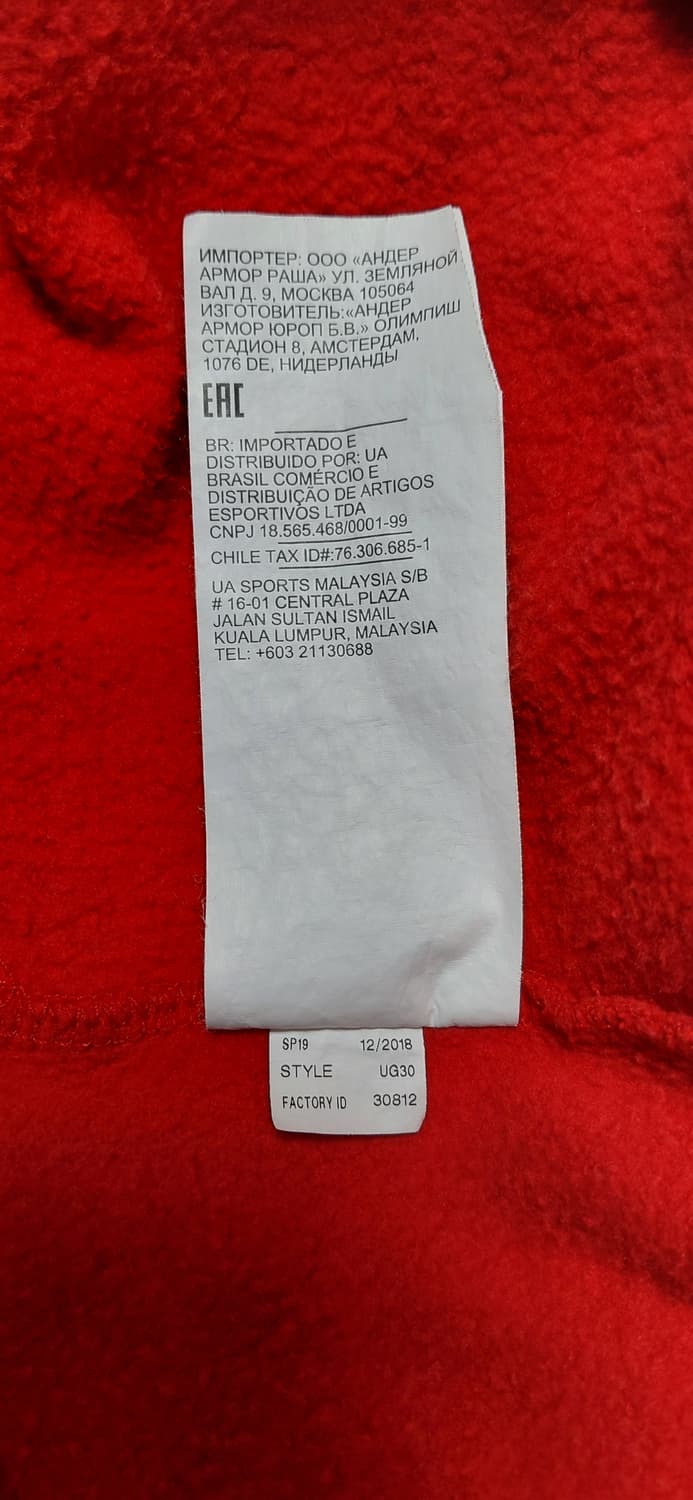 ИМПОРТЕР: ООО «АНДЕР
АРМОР РАША» УЛ. ЗЕМЛЯНОЙ
ВАЛ Д. 9, МОСКВА 105064
ИЗГОТОВИТЕЛЬ:«АНДЕР
АРМОР ЮРОП Б.В.» ОЛИМПИШ
СТАДИОН 8, АМСТЕРДАМ,
1076 DE, НИДЕРЛАНДЫ
EAC
BR: IMPORTADO E
DISTRIBUIDO POR: UA
BRASIL COMÉRCIO E
DISTRIBUIÇÃO DE ARTIGOS
ESPORTIVOS LTDA
CNPJ 18.565.468/0001-99
CHILE TAX ID#:76.306.685-1
UA SPORTS MALAYSIA S/B
# 16-01 CENTRAL PLAZA
JALAN SULTAN ISMAIL
KUALA LUMPUR, MALAYSIA
TEL: +603 21130688
SP19 12/2018
STYLE UG30
FACTORY ID 30812